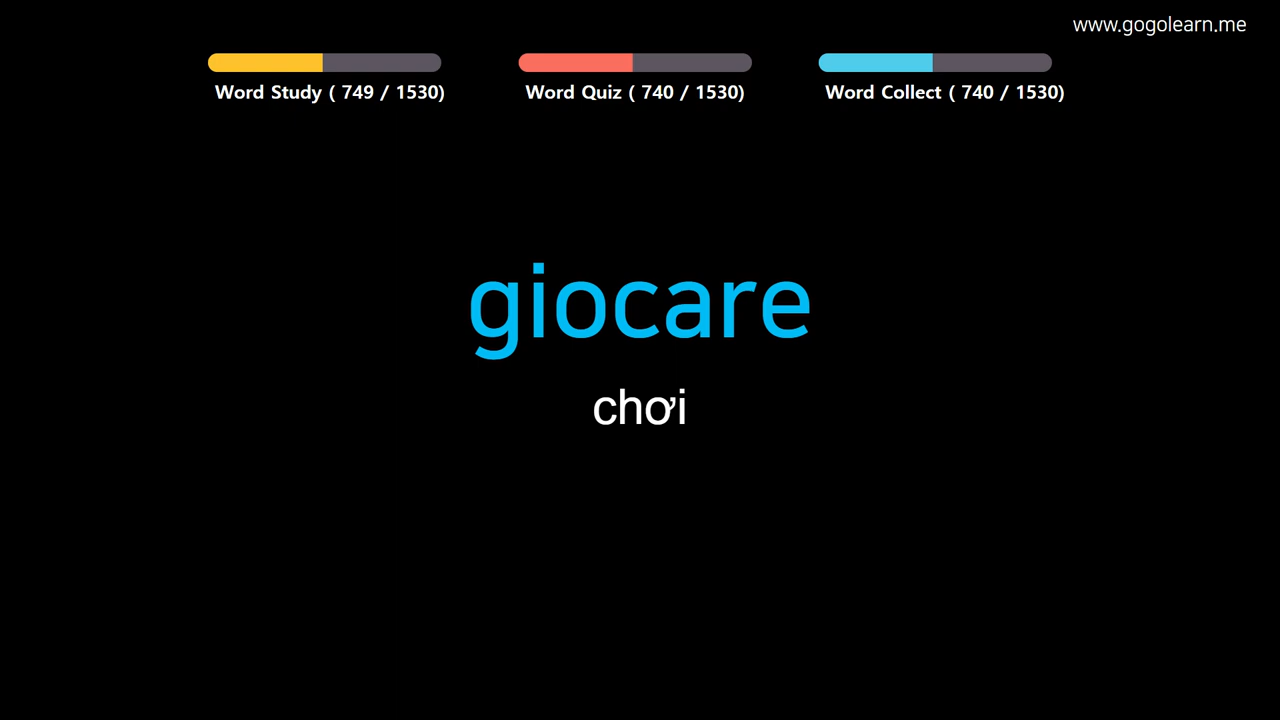 www.gogolearn.me
Word Study ( 749 / 1530)
Word Quiz ( 740 / 1530)
Word Collect ( 740 / 1530)
giocare
chơi